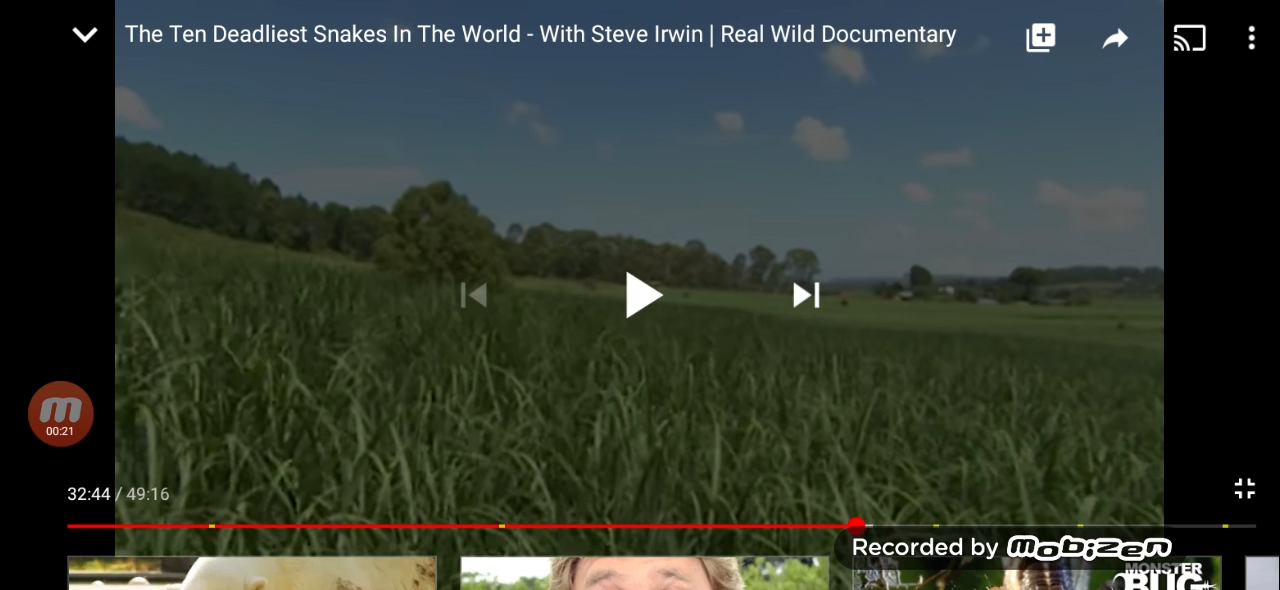 The Ten Deadliest Snakes In The World - With Steve Irwin | Real Wild Documentary
m
00:21
32:44 / 49:16
Recorded by mobizen
MONSTER
BUG